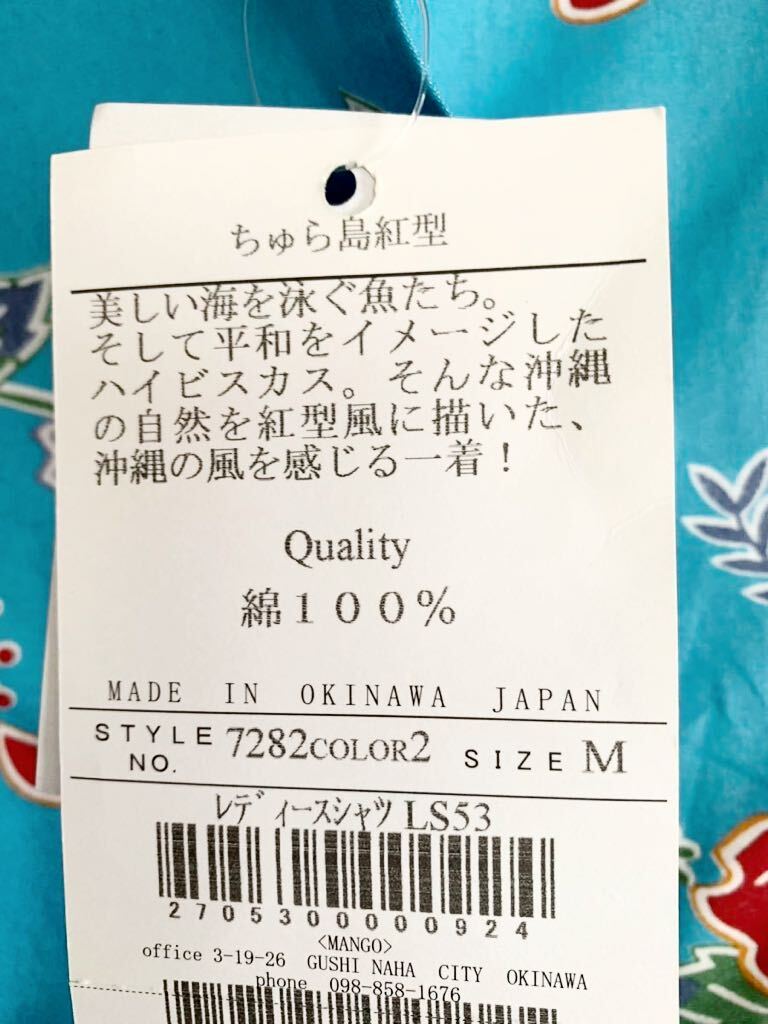 ちゅら島紅型
美しい海を泳ぐ魚たち。
そして平和をイメージした
ハイビスカス。そんな沖縄
の自然を紅型風に描いた、
沖縄の風を感じる一着！
Quality
綿１００％
MADE IN OKINAWA JAPAN
STYLE NO. 7282COLOR2 SIZE M
レディースシャツ LS53
2705300000924
<MANGO>
office 3-19-26 GUSHI NAHA CITY OKINAWA
phone 098-858-1676